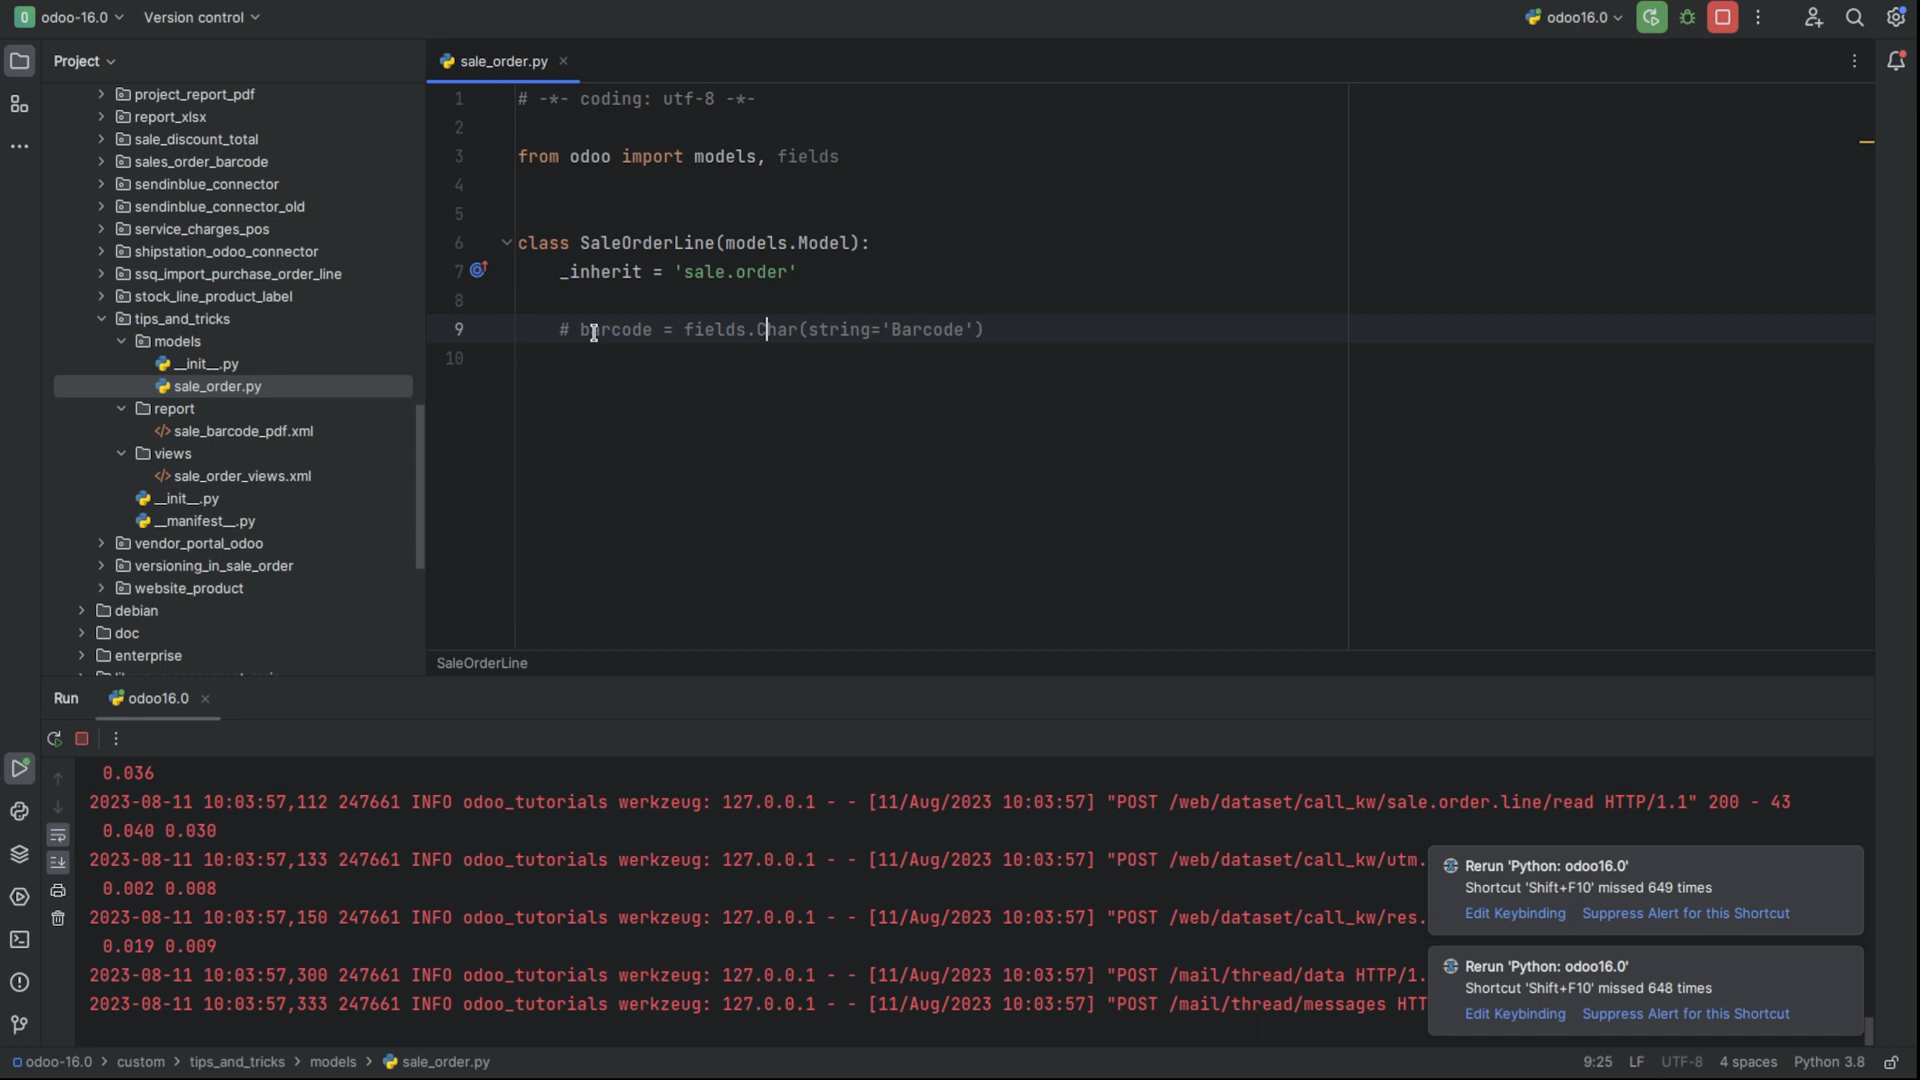 0 odoo-16.0 Version control odoo16.0
Project
sale_order.py
project_report_pdf
report_xlsx
sale_discount_total
sales_order_barcode
sendinblue_connector
sendinblue_connector_old
service_charges_pos
shipstation_odoo_connector
ssq_import_purchase_order_line
stock_line_product_label
tips_and_tricks
models
__init__.py
sale_order.py
report
sale_barcode_pdf.xml
views
sale_order_views.xml
__init__.py
__manifest__.py
vendor_portal_odoo
versioning_in_sale_order
website_product
debian
doc
enterprise
1 # -*- coding: utf-8 -*-
2
3 from odoo import models, fields
4
5
6 class SaleOrderLine(models.Model):
7 _inherit = 'sale.order'
8
9 # barcode = fields.Char(string='Barcode')
10
SaleOrderLine
Run odoo16.0
0.036
2023-08-11 10:03:57,112 247661 INFO odoo_tutorials werkzeug: 127.0.0.1 - - [11/Aug/2023 10:03:57] "POST /web/dataset/call_kw/sale.order.line/read HTTP/1.1" 200 - 43
0.040 0.030
2023-08-11 10:03:57,133 247661 INFO odoo_tutorials werkzeug: 127.0.0.1 - - [11/Aug/2023 10:03:57] "POST /web/dataset/call_kw/utm.
0.002 0.008
2023-08-11 10:03:57,150 247661 INFO odoo_tutorials werkzeug: 127.0.0.1 - - [11/Aug/2023 10:03:57] "POST /web/dataset/call_kw/res.
0.019 0.009
2023-08-11 10:03:57,300 247661 INFO odoo_tutorials werkzeug: 127.0.0.1 - - [11/Aug/2023 10:03:57] "POST /mail/thread/data HTTP/1.
2023-08-11 10:03:57,333 247661 INFO odoo_tutorials werkzeug: 127.0.0.1 - - [11/Aug/2023 10:03:57] "POST /mail/thread/messages HTT
Rerun 'Python: odoo16.0'
Shortcut 'Shift+F10' missed 649 times
Edit Keybinding Suppress Alert for this Shortcut
Rerun 'Python: odoo16.0'
Shortcut 'Shift+F10' missed 648 times
Edit Keybinding Suppress Alert for this Shortcut
odoo-16.0 > custom > tips_and_tricks > models > sale_order.py
9:25 LF UTF-8 4 spaces Python 3.8